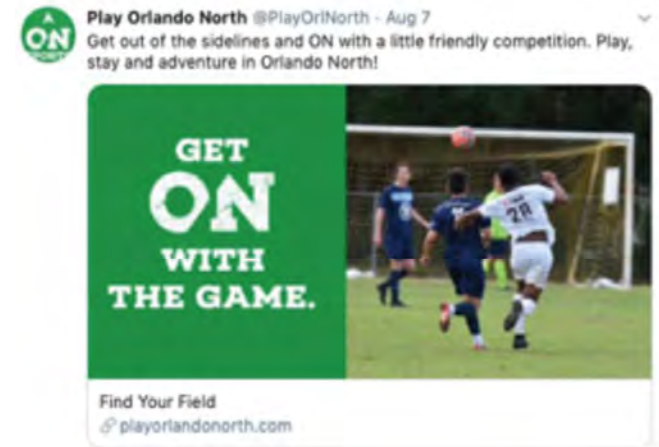 Play Orlando North @PlayOrlNorth · Aug 7
Get out of the sidelines and ON with a little friendly competition. Play,
stay and adventure in Orlando North!
ON
GET
ON
WITH
THE GAME.
28
Find Your Field
playorlandonorth.com